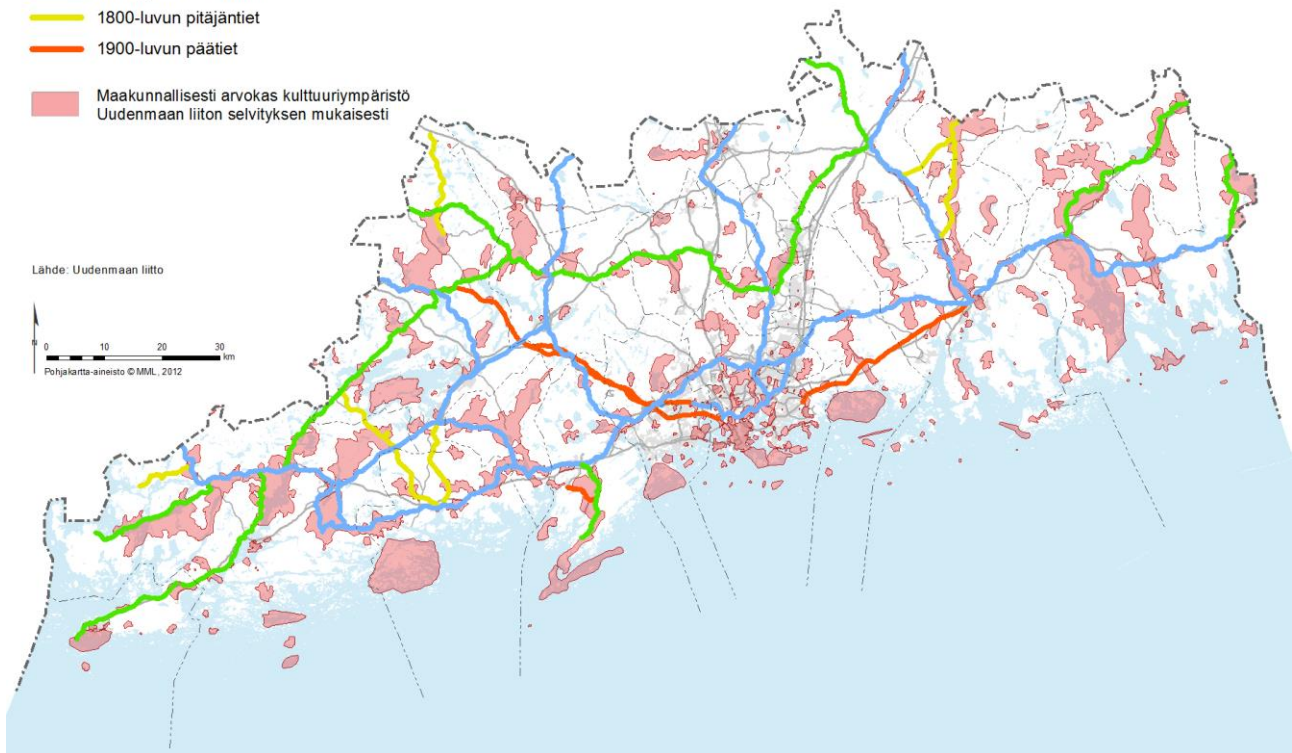 1800-luvun pitäjäntiet
1900-luvun päätiet
Maakunnallisesti arvokas kulttuuriympäristö
Uudenmaan liiton selvityksen mukaisesti
Lähde: Uudenmaan liitto
N
0 10 20 30
km
Pohjakartta-aineisto © MML, 2012